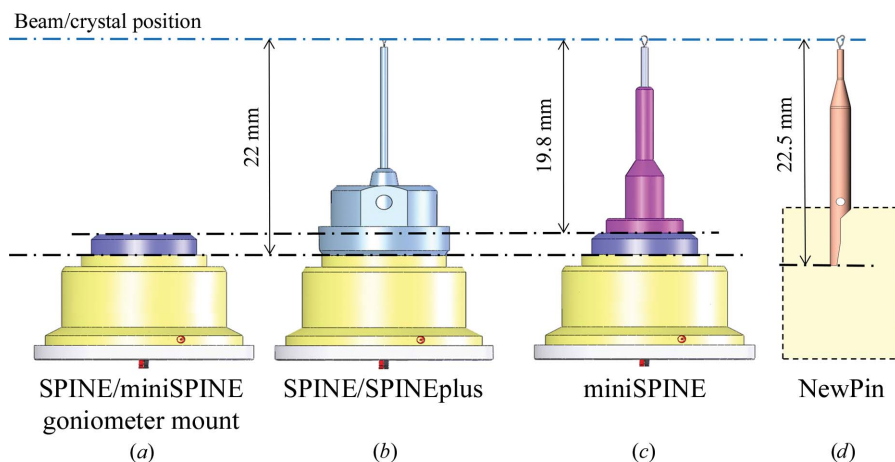 Beam/crystal position
22 mm
19.8 mm
22.5 mm
SPINE/miniSPINE
goniometer mount
SPINE/SPINEplus
miniSPINE
NewPin
(a)
(b)
(c)
(d)